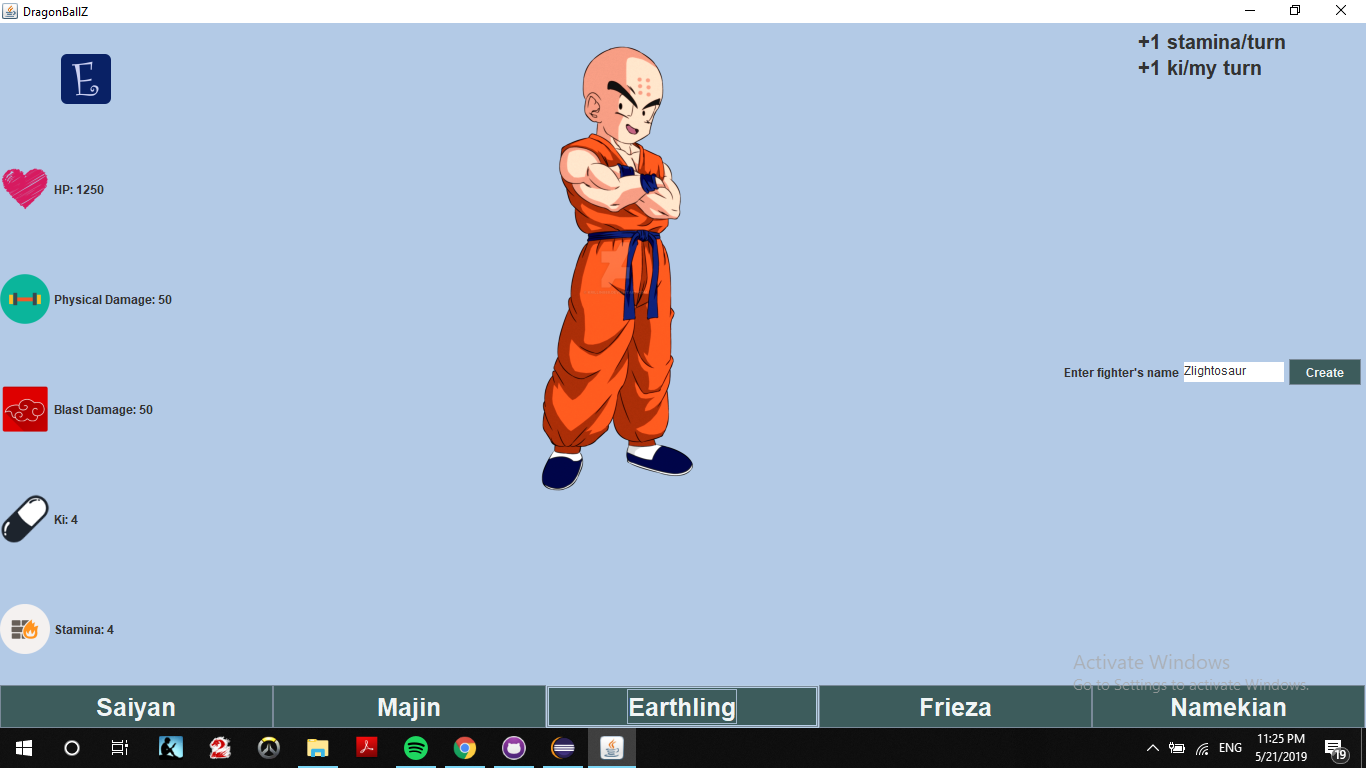 DragonBallZ
E
+1 stamina/turn
+1 ki/my turn
HP: 1250
Physical Damage: 50
Enter fighter's name Zlightosaur Create
Blast Damage: 50
Ki: 4
Stamina: 4
Activate Windows
Go to Settings to activate Windows.
Saiyan Majin Earthling Frieza Namekian
ENG
11:25 PM
5/21/2019
19